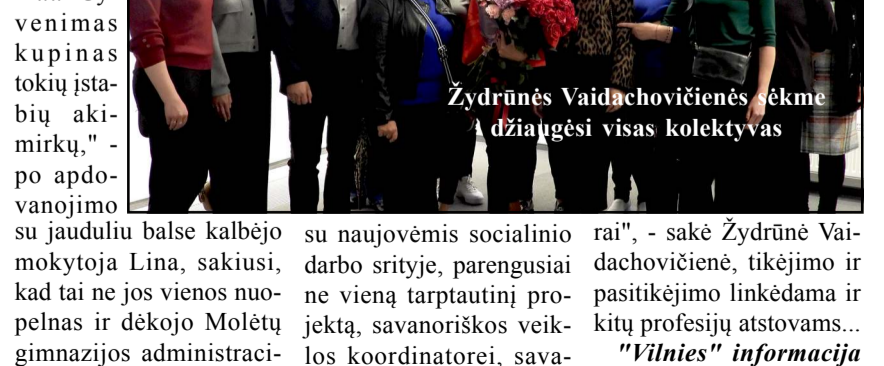 venimas
kupinas
tokių įsta-
bių aki-
mirkų," -
po apdo-
vanojimo
su jauduliu balse kalbėjo
mokytoja Lina, sakiusi,
kad tai ne jos vienos nuo-
pelnas ir dėkojo Molėtų
gimnazijos administraci-
Žydrūnės Vaidachovičienės sėkme
džiaugėsi visas kolektyvas
su naujovėmis socialinio
darbo srityje, parengusiai
ne vieną tarptautinį pro-
jektą, savanoriškos veik-
los koordinatorei, sava-
rai", - sakė Žydrūnė Vai-
dachovičienė, tikėjimo ir
pasitikėjimo linkėdama ir
kitų profesijų atstovams...
"Vilnies" informacija